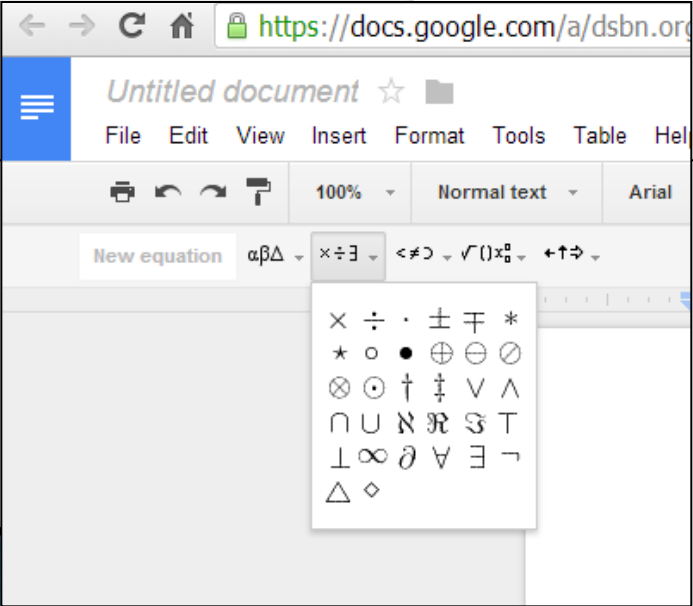 https://docs.google.com/a/dsbn.org
Untitled document
File Edit View Insert Format Tools Table Help
100% Normal text Arial
New equation αβΔ ×÷∃ <≠⊃ √()x ←↑⇒
× ÷ · ± ∓ *
⋆ ○ ● ⊕ ⊖ ⊘
⊗ ⊙ † ‡ ∨ ∧
∩ ∪ ℵ ℜ ℑ ⊤
⊥ ∞ ∂ ∀ ∃ ¬
△ ◇